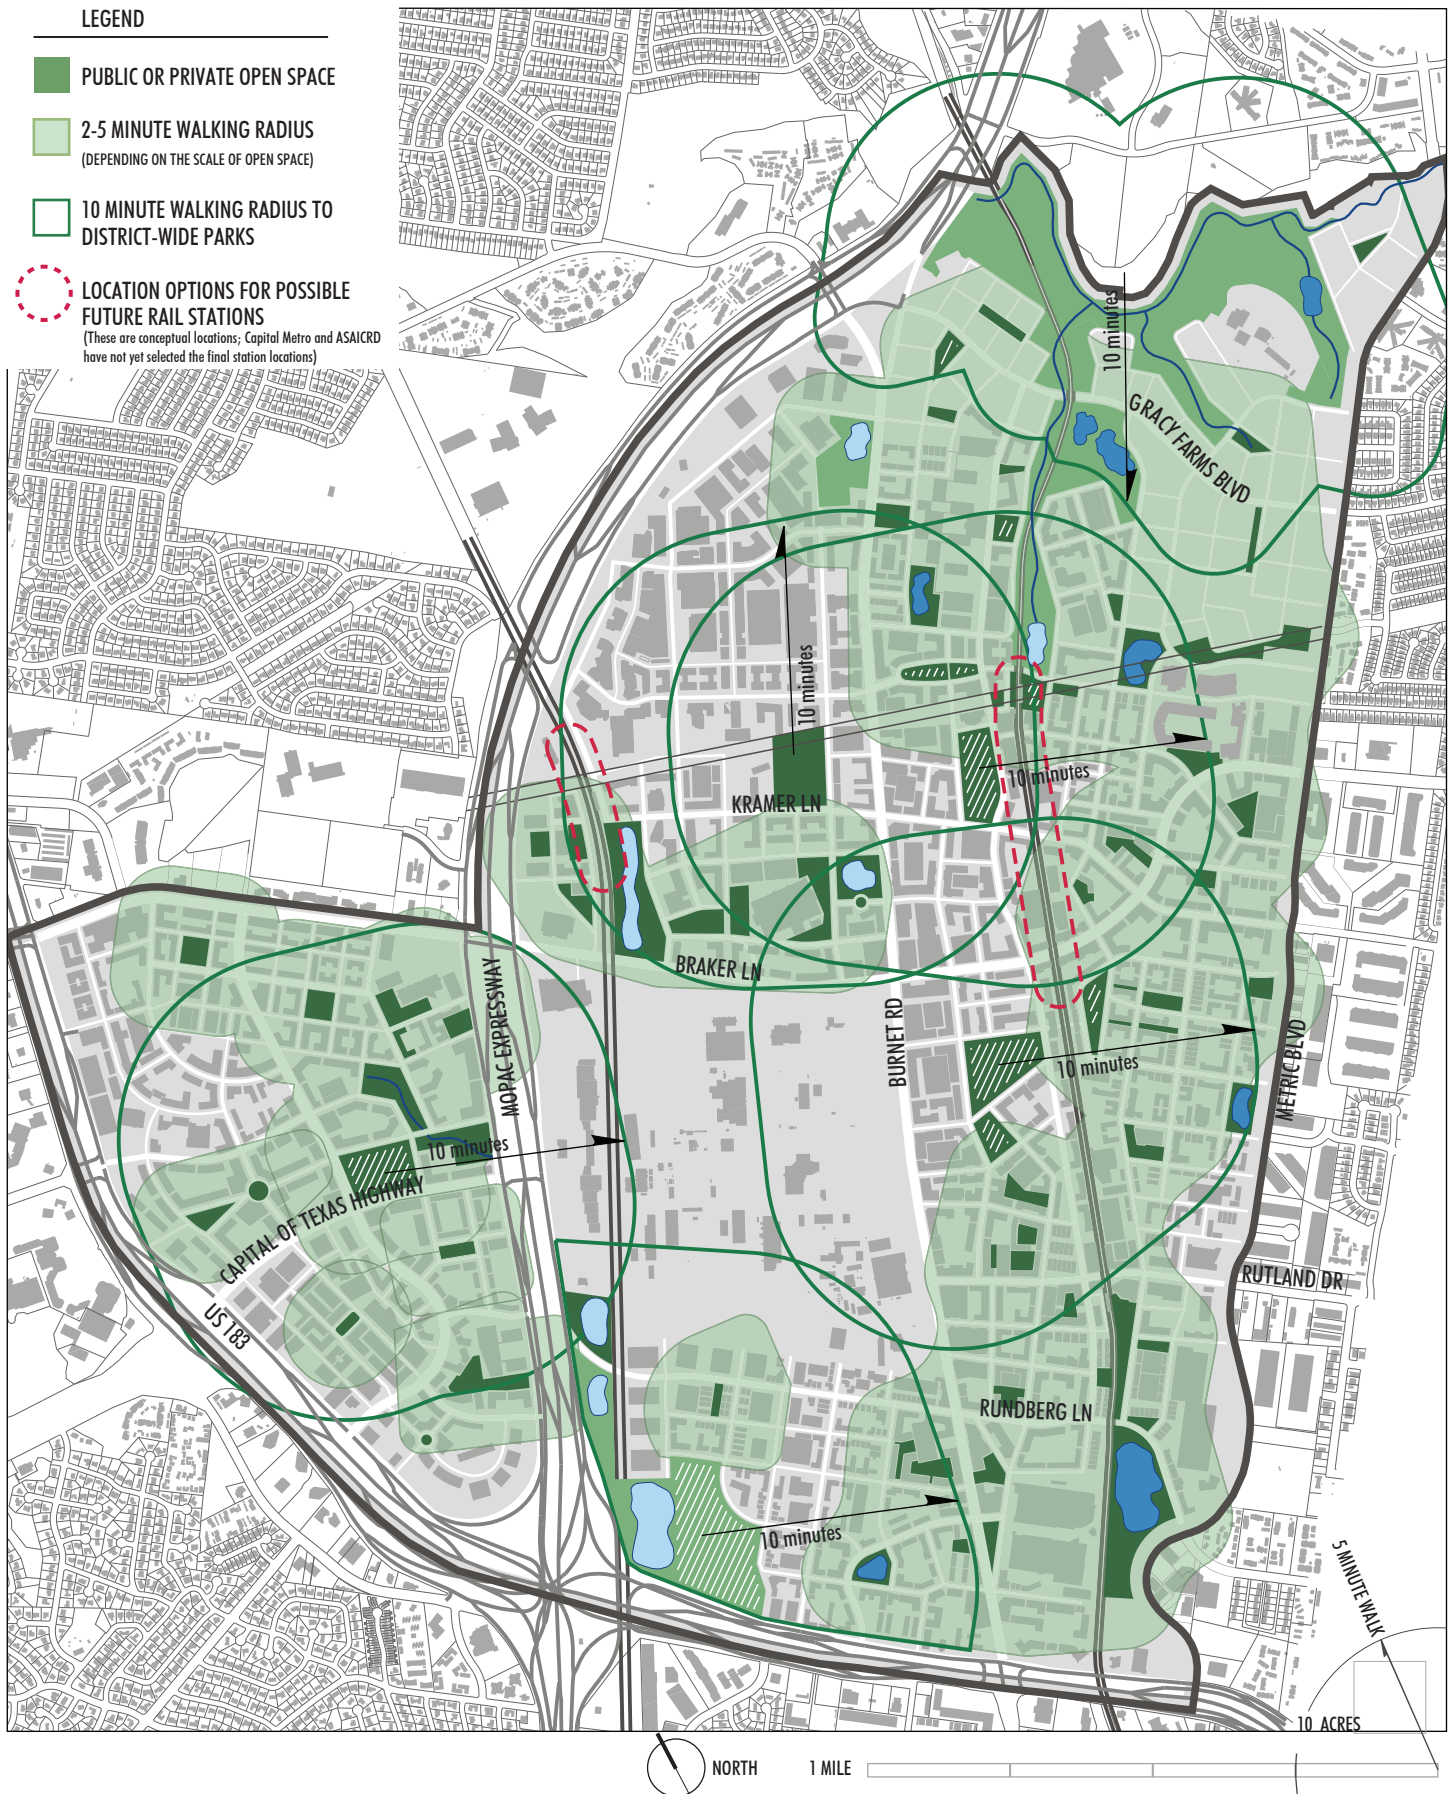 LEGEND
PUBLIC OR PRIVATE OPEN SPACE
2-5 MINUTE WALKING RADIUS
(DEPENDING ON THE SCALE OF OPEN SPACE)
10 MINUTE WALKING RADIUS TO
DISTRICT-WIDE PARKS
LOCATION OPTIONS FOR POSSIBLE
FUTURE RAIL STATIONS
(These are conceptual locations; Capital Metro and ASAICRD
have not yet selected the final station locations)
10 minutes
GRACY FARMS BLVD
10 minutes
10 minutes
KRAMER LN
BRAKER LN
MOPAC EXPRESSWAY
BURNET RD
METRIC BLVD
10 minutes
10 minutes
CAPITAL OF TEXAS HIGHWAY
US 183
RUTLAND DR
RUNDBERG LN
10 minutes
5 MINUTE WALK
10 ACRES
NORTH
1 MILE